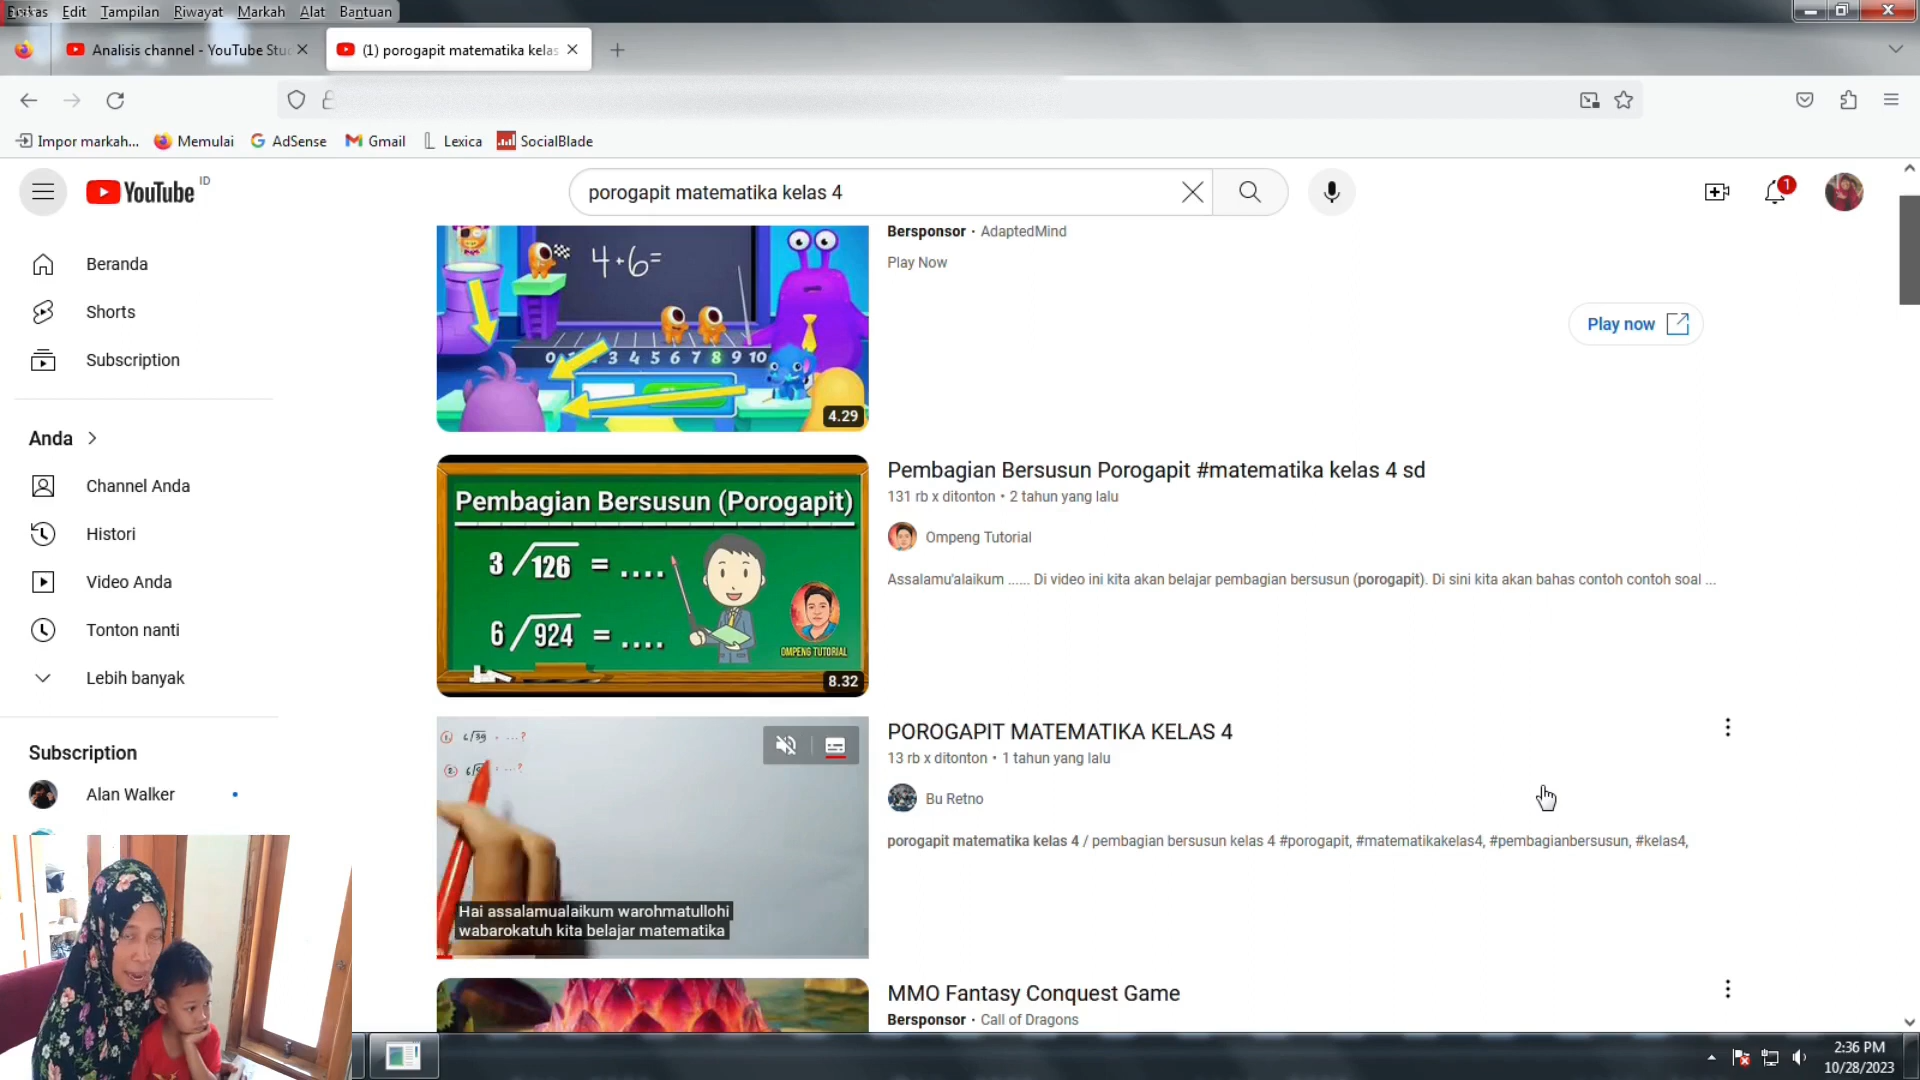 Edit Tampilan Riwayat Markah Alat Bantuan
Analisis channel - YouTube Stu
(1) porogapit matematika kelas
Impor markah... Memulai AdSense Gmail Lexica SocialBlade
YouTube ID
porogapit matematika kelas 4
1
Beranda
Shorts
Subscription
Anda
Channel Anda
Histori
Video Anda
Tonton nanti
Lebih banyak
Subscription
Alan Walker
4+6=
3 4 5 6 7 8 9 10
4.29
Bersponsor · AdaptedMind
Play Now
Play now
Pembagian Bersusun (Porogapit)
3 126 = ....
6 924 = ....
OMPENG TUTORIAL
8.32
Pembagian Bersusun Porogapit #matematika kelas 4 sd
131 rb x ditonton • 2 tahun yang lalu
Ompeng Tutorial
Assalamu'alaikum ...... Di video ini kita akan belajar pembagian bersusun (porogapit). Di sini kita akan bahas contoh contoh soal ...
Hai assalamualaikum warohmatullohi
wabarokatuh kita belajar matematika
POROGAPIT MATEMATIKA KELAS 4
13 rb x ditonton • 1 tahun yang lalu
Bu Retno
porogapit matematika kelas 4 / pembagian bersusun kelas 4 #porogapit, #matematikakelas4, #pembagianbersusun, #kelas4,
MMO Fantasy Conquest Game
Bersponsor · Call of Dragons
2:36 PM
10/28/2023